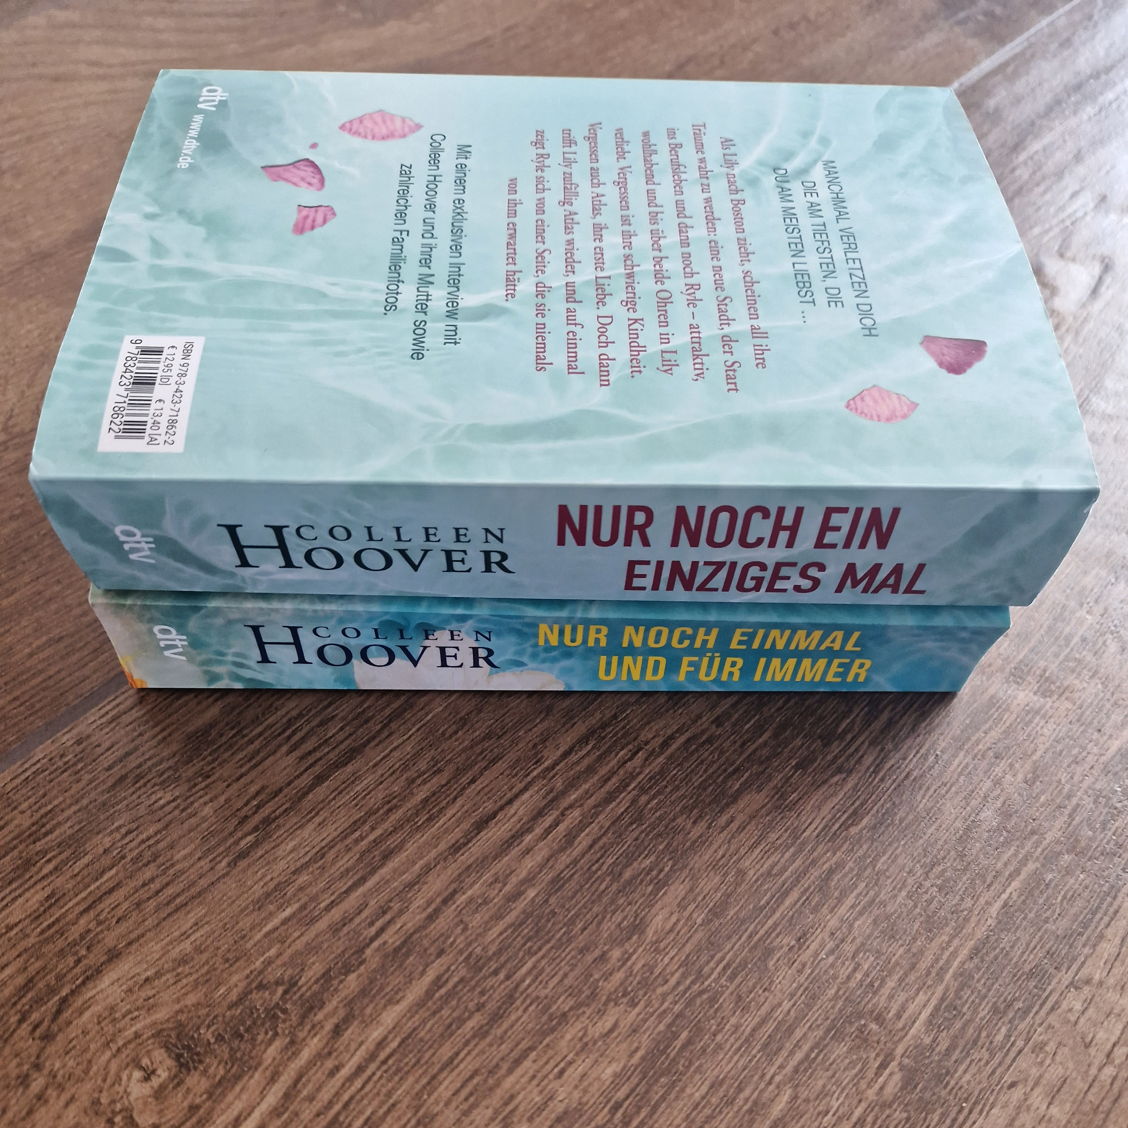 MANCHMAL VERLETZEN DICH
DIE AM TIEFSTEN, DIE
DU AM MEISTEN LIEBST ...
Als Lily nach Boston zieht, scheinen all ihre
Träume wahr zu werden: eine neue Stadt, der Start
ins Berufsleben und dann noch Ryle – attraktiv,
wohlhabend und bis über beide Ohren in Lily
verliebt. Vergessen ist ihre schwierige Kindheit.
Vergessen auch Atlas, ihre erste Liebe. Doch dann
trifft Lily zufällig Atlas wieder, und auf einmal
zeigt Ryle sich von einer Seite, die sie niemals
von ihm erwartet hätte.
Mit einem exklusiven Interview mit
Colleen Hoover und ihrer Mutter sowie
zahlreichen Familienfotos.
dtv www.dtv.de
ISBN 978-3-423-71862-2
€ 12,95 [D] € 13,40 [A]
9 783423 718622
dtv
COLLEEN
HOOVER
NUR NOCH EIN
EINZIGES MAL
dtv
COLLEEN
HOOVER
NUR NOCH EINMAL
UND FÜR IMMER